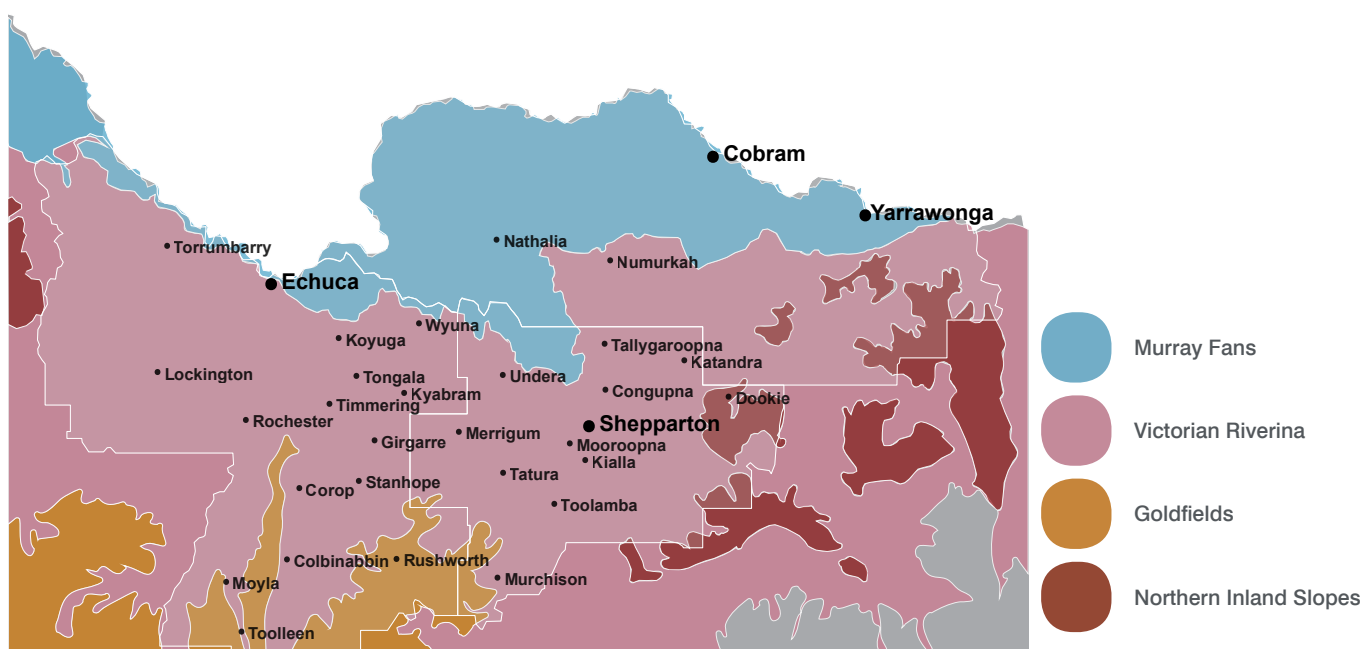 Cobram
Yarrawonga
Nathalia
Torrumbarry
Numurkah
Echuca
Wyuna
Koyuga
Tallygaroopna
Katandra
Lockington
Tongala
Undera
Kyabram
Congupna
Dookie
Timmering
Rochester
Shepparton
Merrigum
Girgarre
Mooroopna
Kialla
Tatura
Stanhope
Corop
Toolamba
Colbinabbin
Rushworth
Murchison
Moyla
Toolleen
Murray Fans
Victorian Riverina
Goldfields
Northern Inland Slopes